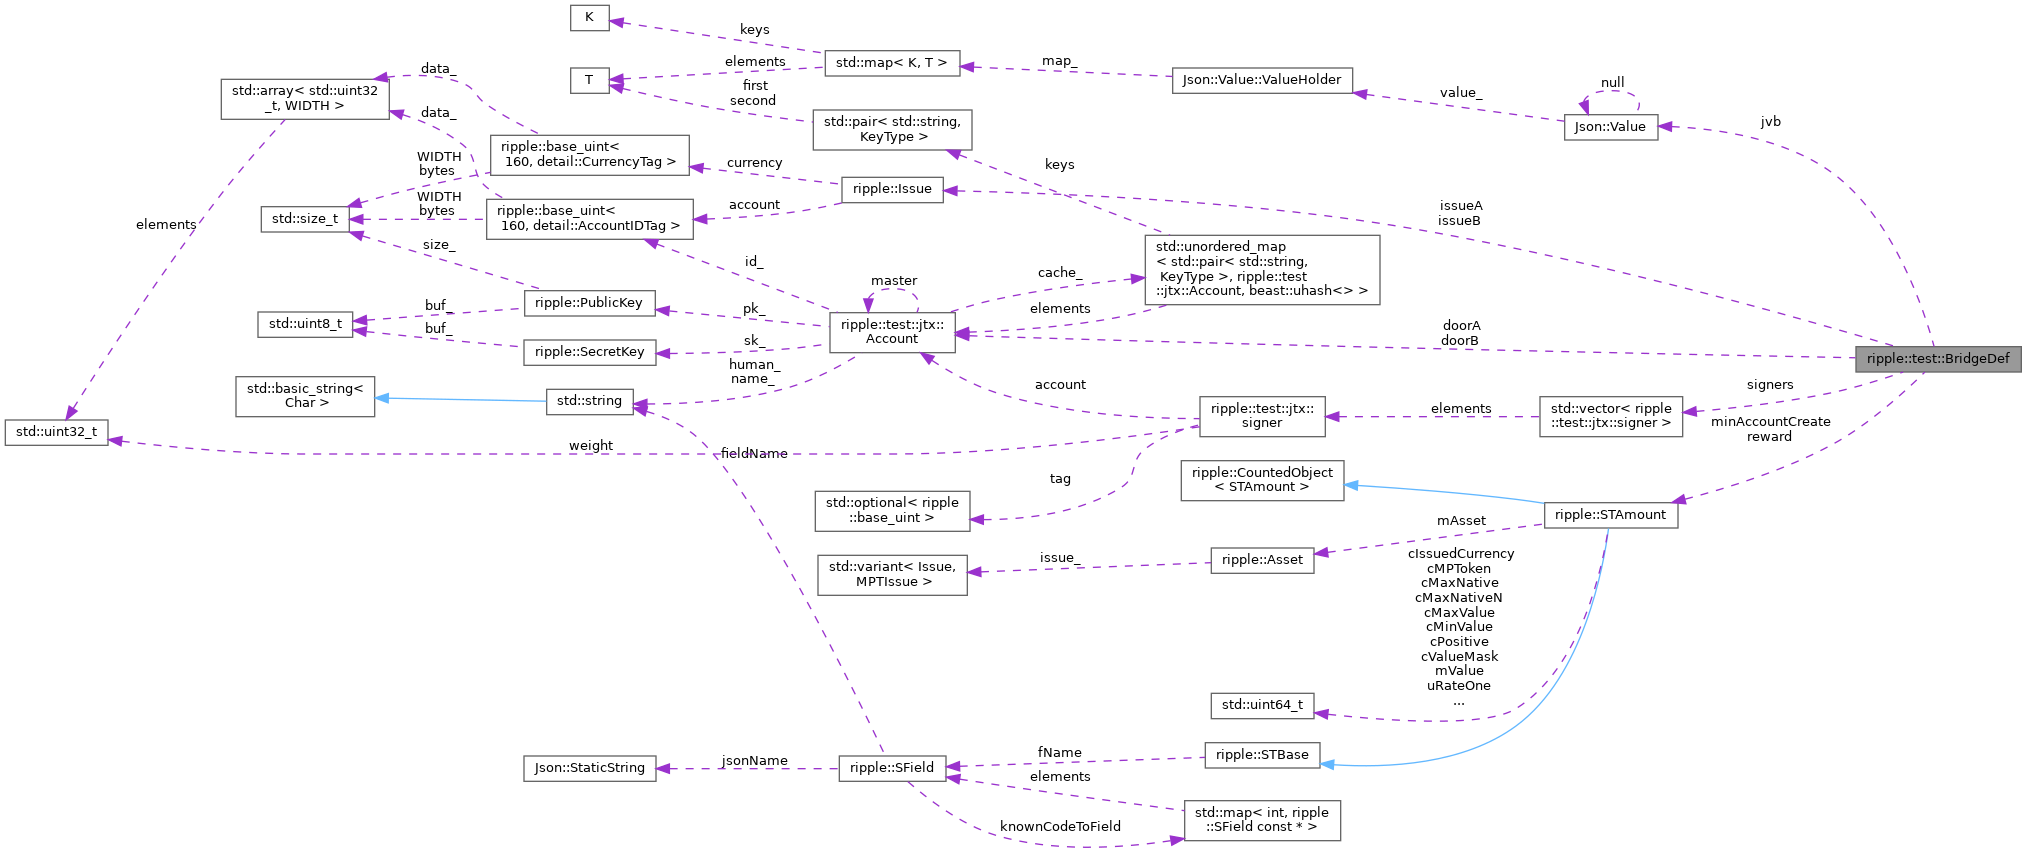 K
keys
std::map< K, T >
elements
map_
Json::Value::ValueHolder
T
first
second
value_
null
Json::Value
jvb
data_
std::array< std::uint32
_t, WIDTH >
data_
std::pair< std::string,
KeyType >
ripple::base_uint<
160, detail::CurrencyTag >
WIDTH
bytes
currency
keys
ripple::Issue
WIDTH
bytes
ripple::base_uint<
160, detail::AccountIDTag >
account
issueA
issueB
std::size_t
elements
size_
id_
std::unordered_map
< std::pair< std::string,
KeyType >, ripple::test
::jtx::Account, beast::uhash<> >
master
cache_
elements
ripple::PublicKey
buf_
pk_
std::uint8_t
buf_
ripple::test::jtx::
Account
sk_
doorA
doorB
ripple::SecretKey
ripple::test::BridgeDef
human_
name_
std::basic_string<
Char >
std::string
account
signers
ripple::test::jtx::
signer
elements
std::vector< ripple
::test::jtx::signer >
minAccountCreate
reward
std::uint32_t
weight
fieldName
tag
ripple::CountedObject
< STAmount >
std::optional< ripple
::base_uint >
ripple::STAmount
mAsset
issue_
ripple::Asset
std::variant< Issue,
MPTIssue >
cIssuedCurrency
cMPToken
cMaxNative
cMaxNativeN
cMaxValue
cMinValue
cPositive
cValueMask
mValue
uRateOne
...
std::uint64_t
fName
ripple::STBase
Json::StaticString
jsonName
ripple::SField
elements
knownCodeToField
std::map< int, ripple
::SField const * >